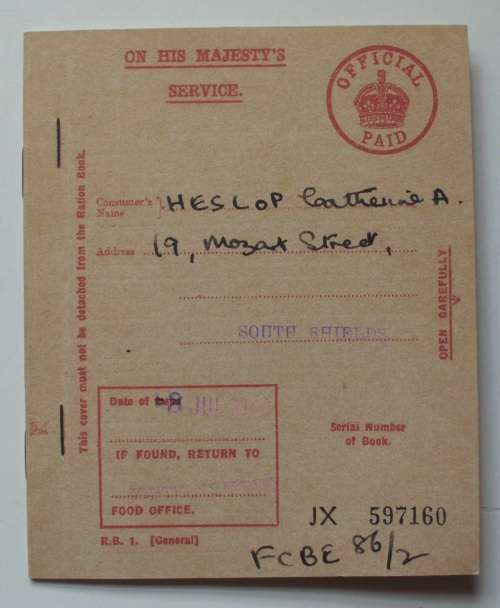 ON HIS MAJESTY'S
SERVICE.
OFFICIAL
PAID
This cover must not be detached from the Ration Book.
Consumer's
Name } HESLOP Catherine A.
Address 19, Mozart Street,
SOUTH SHIELDS
OPEN CAREFULLY
Date of 8 JUL
IF FOUND, RETURN TO
FOOD OFFICE.
Serial Number
of Book.
JX 597160
R.B. 1. [General]
FCBE 86/2